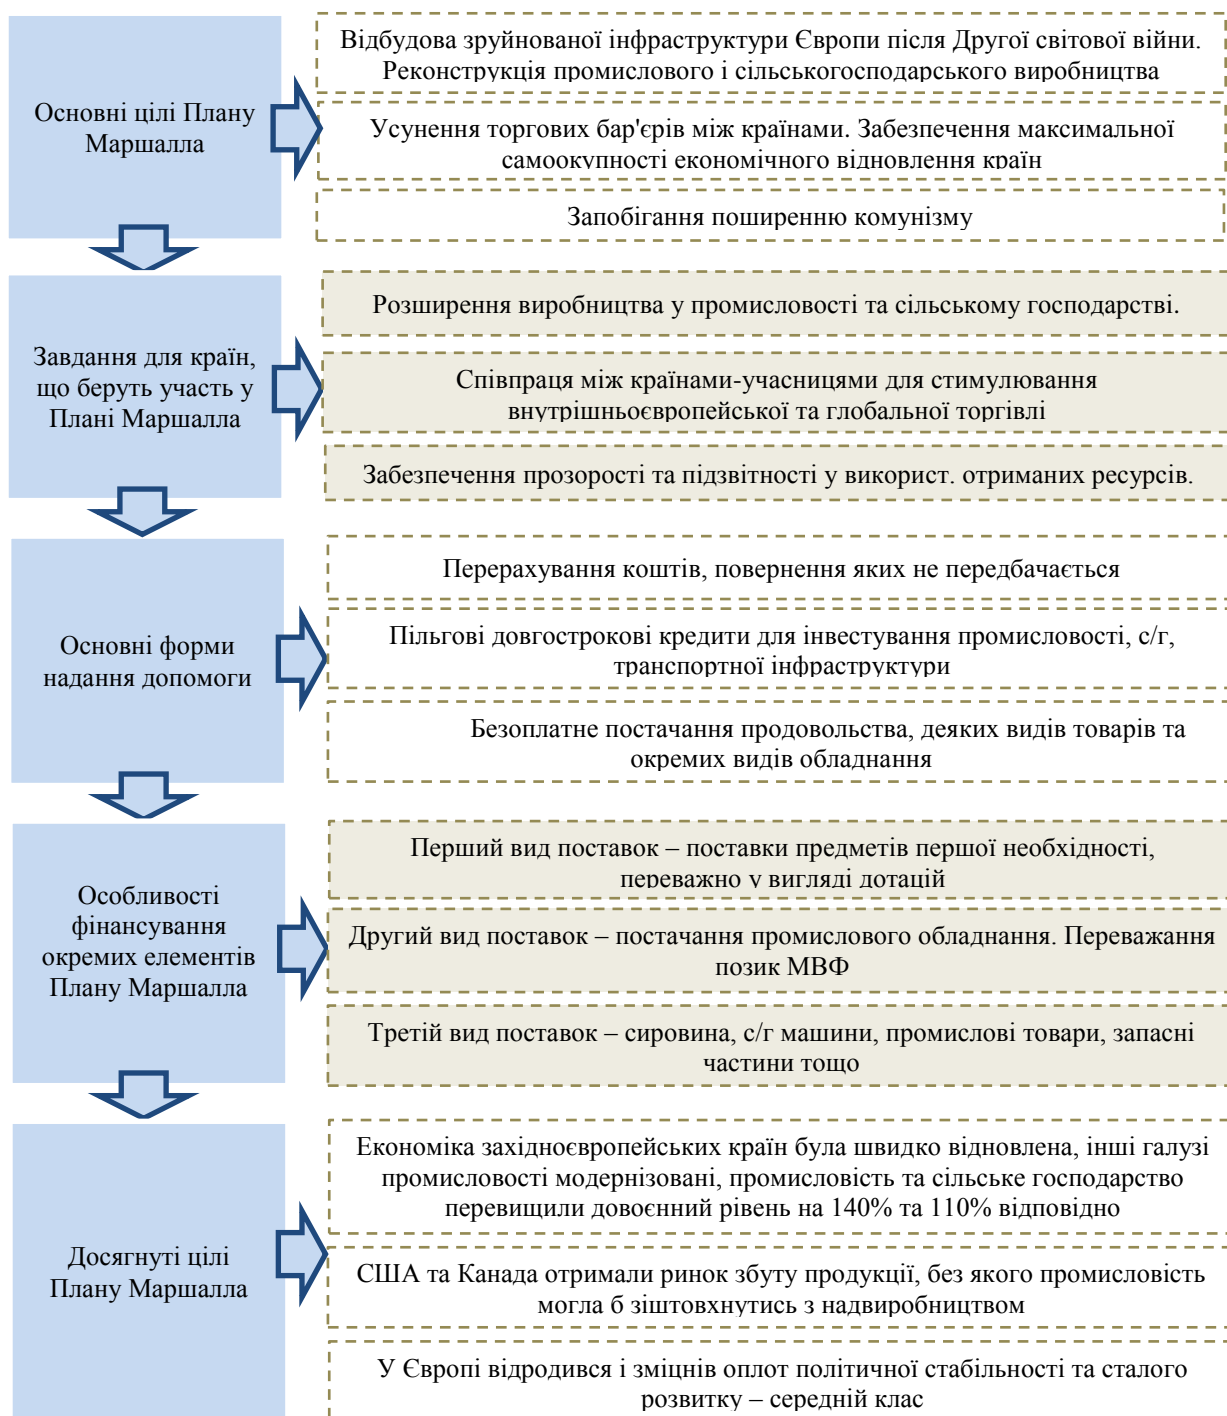 Основні цілі Плану
Маршалла
Відбудова зруйнованої інфраструктури Європи після Другої світової війни.
Реконструкція промислового і сільськогосподарського виробництва
Усунення торгових бар'єрів між країнами. Забезпечення максимальної
самоокупності економічного відновлення країн
Запобігання поширенню комунізму
Завдання для країн,
що беруть участь у
Плані Маршалла
Розширення виробництва у промисловості та сільському господарстві.
Співпраця між країнами-учасницями для стимулювання
внутрішньоєвропейської та глобальної торгівлі
Забезпечення прозорості та підзвітності у використ. отриманих ресурсів.
Основні форми
надання допомоги
Перерахування коштів, повернення яких не передбачається
Пільгові довгострокові кредити для інвестування промисловості, с/г,
транспортної інфраструктури
Безоплатне постачання продовольства, деяких видів товарів та
окремих видів обладнання
Особливості
фінансування
окремих елементів
Плану Маршалла
Перший вид поставок – поставки предметів першої необхідності,
переважно у вигляді дотацій
Другий вид поставок – постачання промислового обладнання. Переважання
позик МВФ
Третій вид поставок – сировина, с/г машини, промислові товари, запасні
частини тощо
Досягнуті цілі
Плану Маршалла
Економіка західноєвропейських країн була швидко відновлена, інші галузі
промисловості модернізовані, промисловість та сільське господарство
перевищили довоєнний рівень на 140% та 110% відповідно
США та Канада отримали ринок збуту продукції, без якого промисловість
могла б зіштовхнутись з надвиробництвом
У Європі відродився і зміцнів оплот політичної стабільності та сталого
розвитку – середній клас